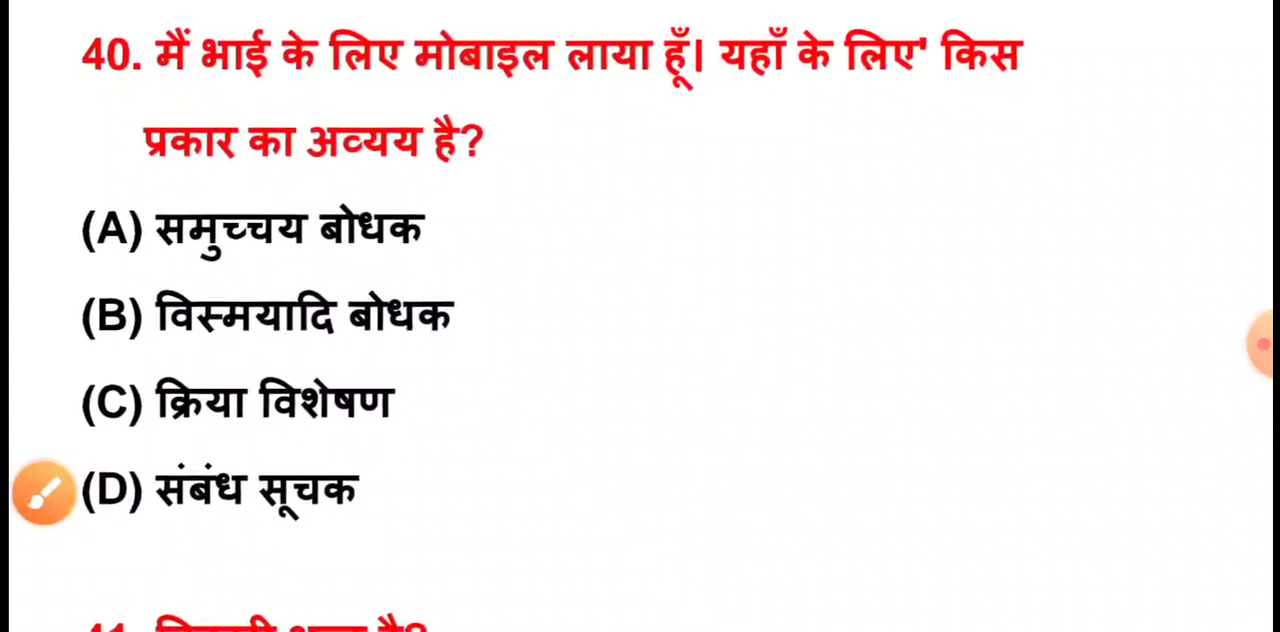 40. मैं भाई के लिए मोबाइल लाया हूँ। यहाँ के लिए' किस
प्रकार का अव्यय है?
(A) समुच्चय बोधक
(B) विस्मयादि बोधक
(C) क्रिया विशेषण
(D) संबंध सूचक